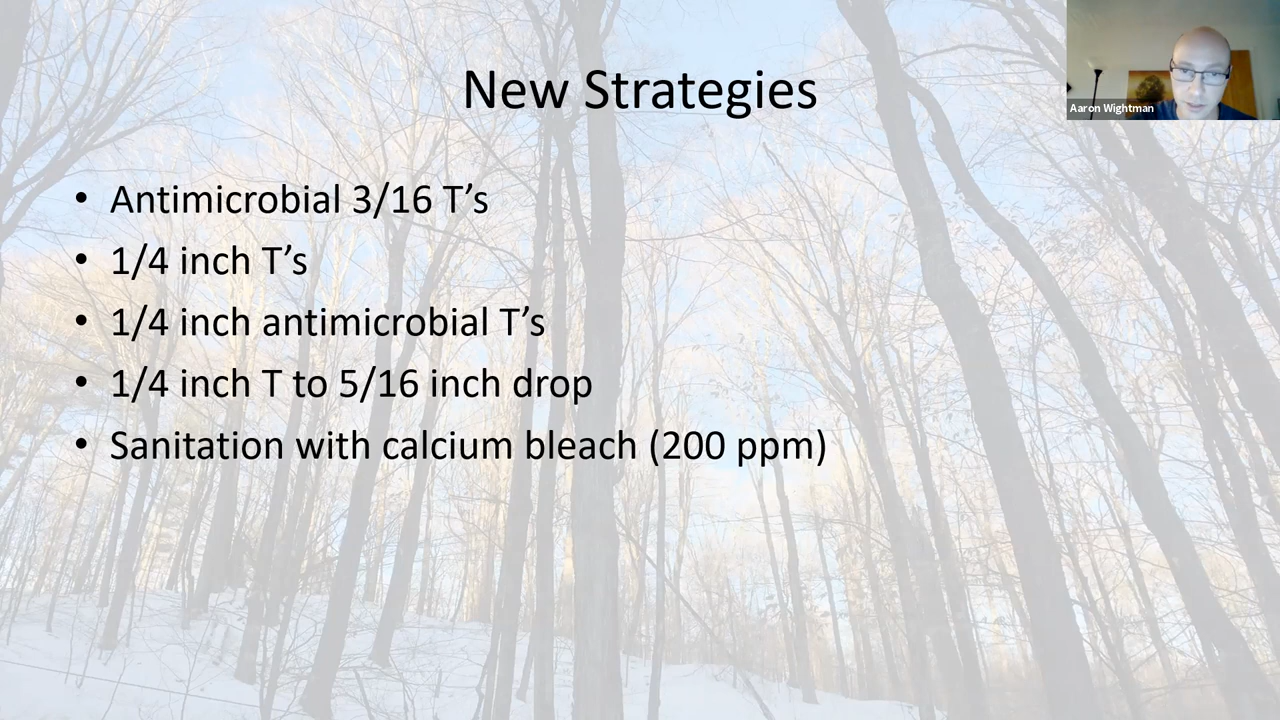 New Strategies
Aaron Wightman
• Antimicrobial 3/16 T’s
• 1/4 inch T’s
• 1/4 inch antimicrobial T’s
• 1/4 inch T to 5/16 inch drop
• Sanitation with calcium bleach (200 ppm)